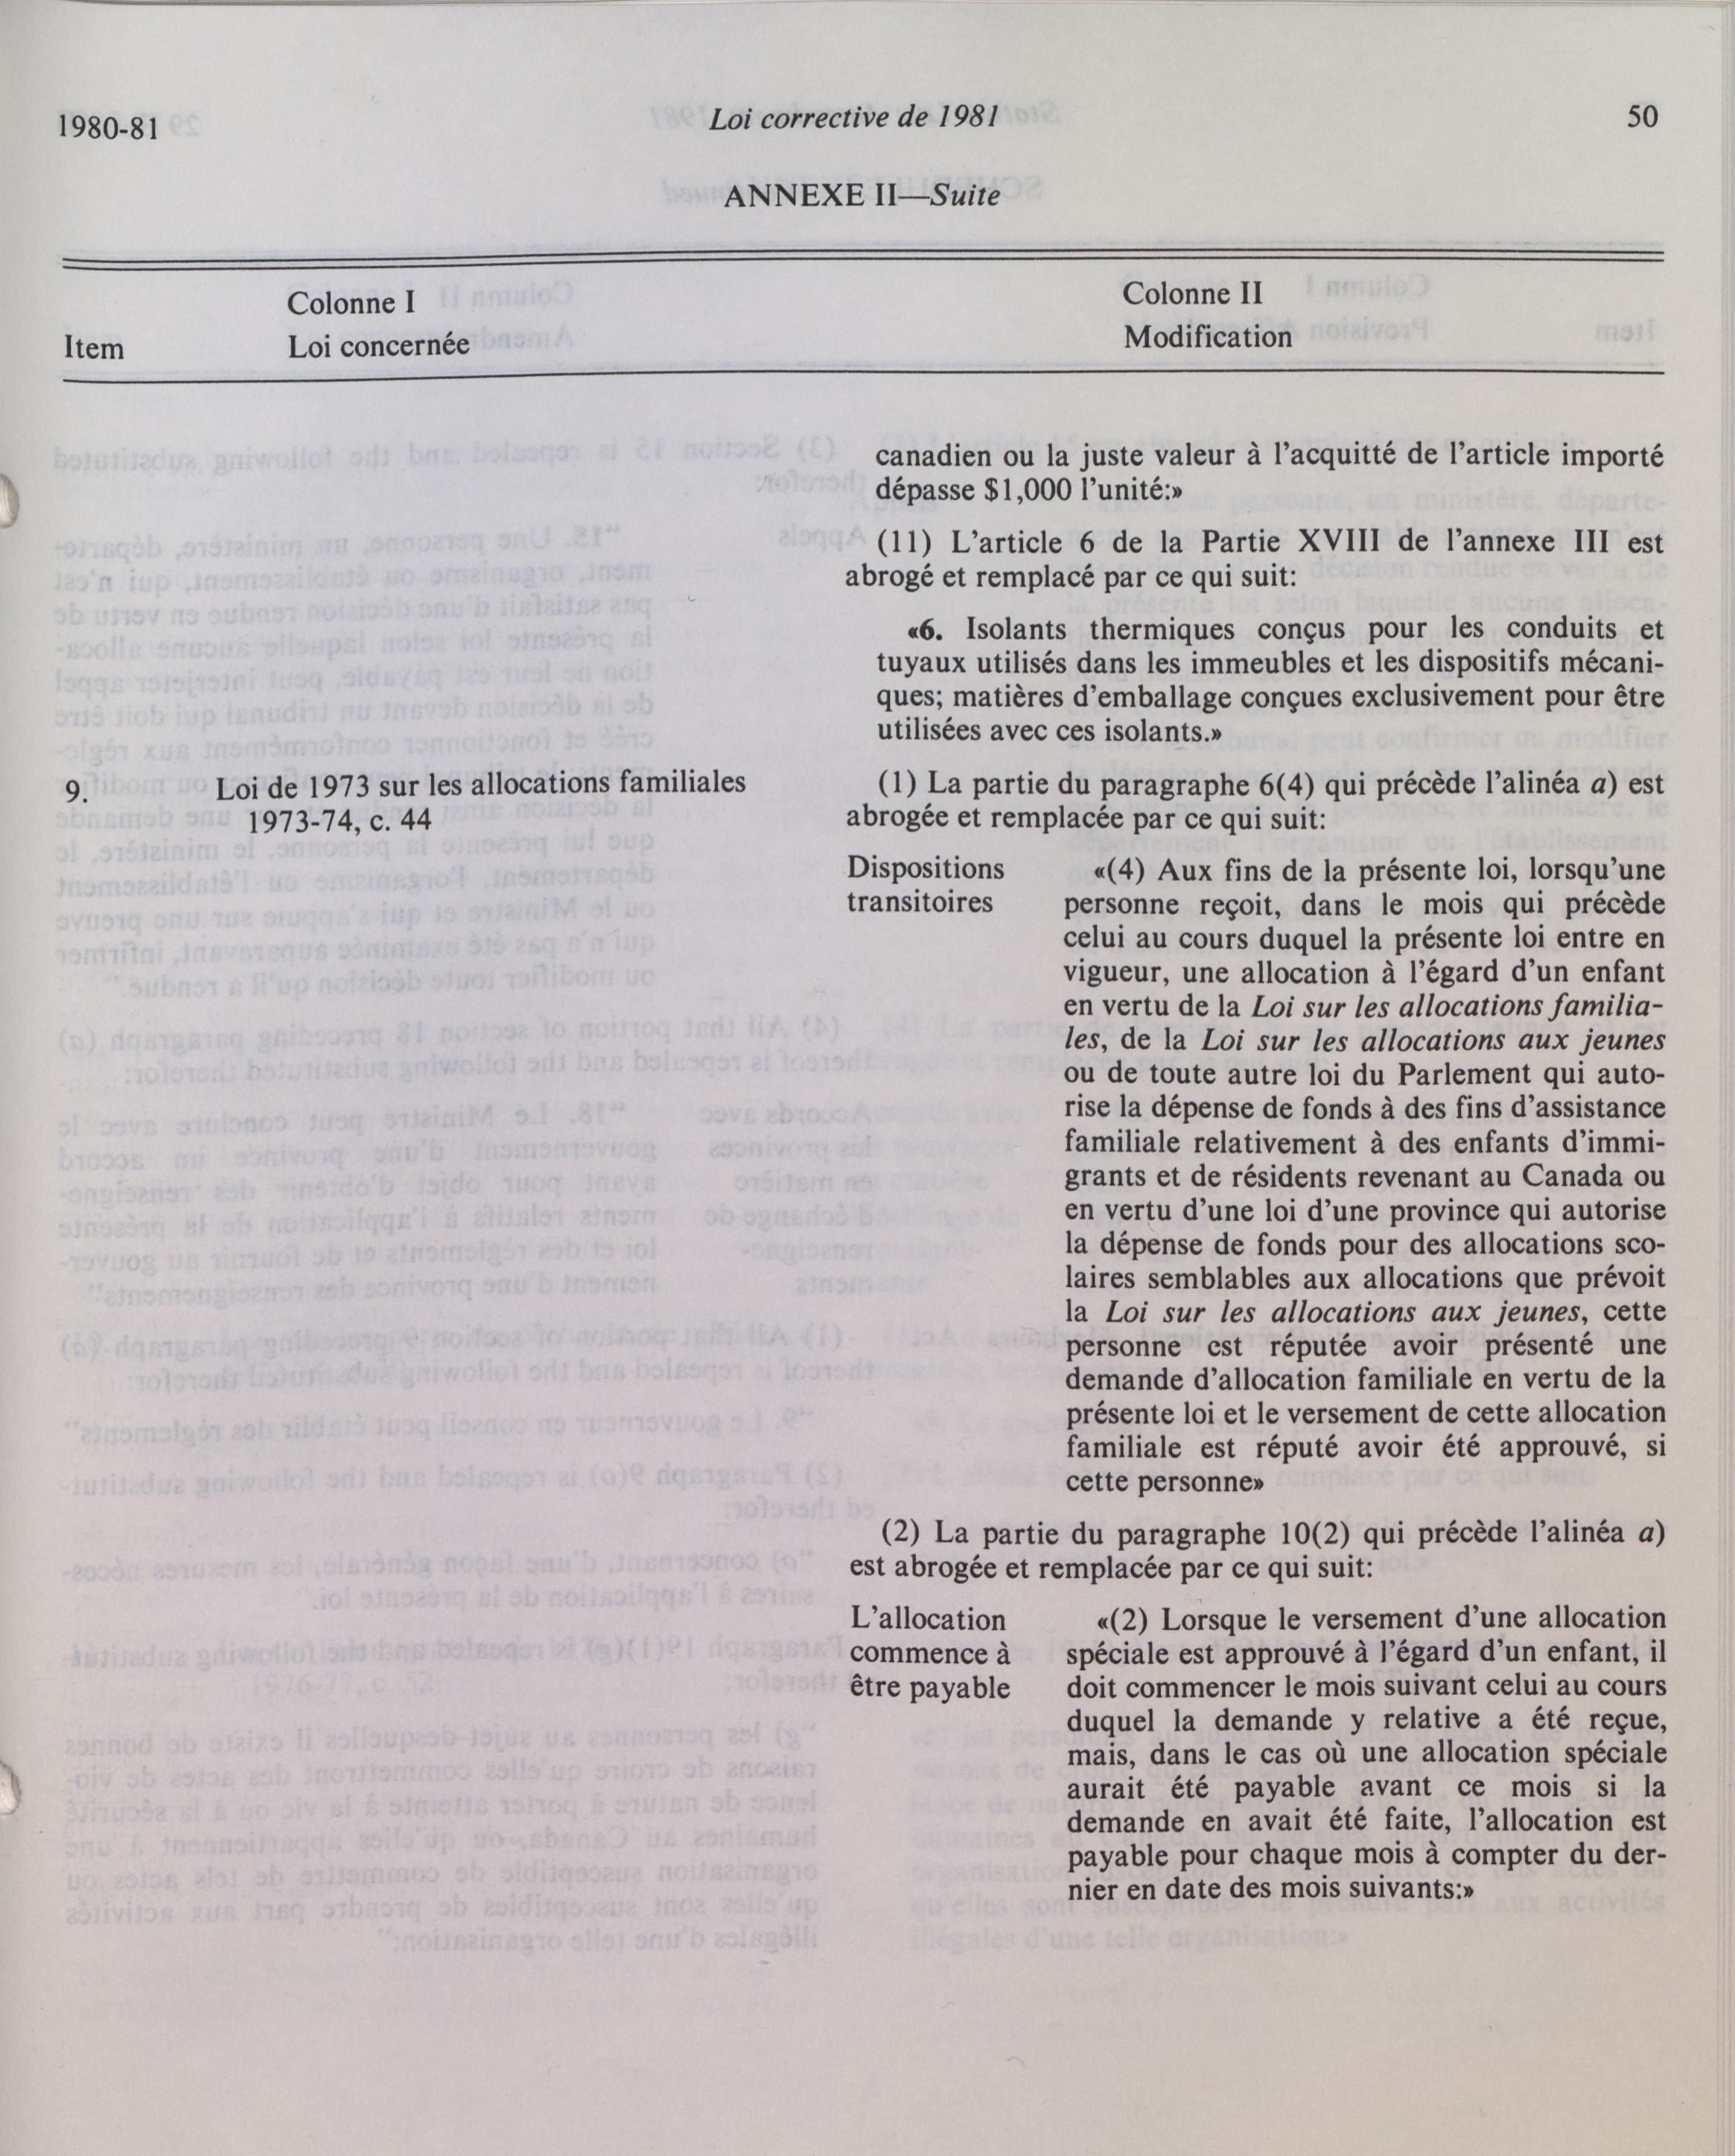 1980-81
Loi corrective de 1981
50
ANNEXE II—Suite
Colonne I
Colonne II
Item
Loi concernée
Modification
canadien ou la juste valeur à l'acquitté de l'article importé
dépasse $1,000 l'unité:»
(11) L'article 6 de la Partie XVIII de l'annexe III est
abrogé et remplacé par ce qui suit:
«6. Isolants thermiques conçus pour les conduits et
tuyaux utilisés dans les immeubles et les dispositifs mécani-
ques; matières d'emballage conçues exclusivement pour être
utilisées avec ces isolants.»
9.
Loi de 1973 sur les allocations familiales
1973-74, c. 44
(1) La partie du paragraphe 6(4) qui précède l'alinéa a) est
abrogée et remplacée par ce qui suit:
Dispositions
transitoires
«(4) Aux fins de la présente loi, lorsqu'une
personne reçoit, dans le mois qui précède
celui au cours duquel la présente loi entre en
vigueur, une allocation à l'égard d'un enfant
en vertu de la Loi sur les allocations familia-
les, de la Loi sur les allocations aux jeunes
ou de toute autre loi du Parlement qui auto-
rise la dépense de fonds à des fins d'assistance
familiale relativement à des enfants d'immi-
grants et de résidents revenant au Canada ou
en vertu d'une loi d'une province qui autorise
la dépense de fonds pour des allocations sco-
laires semblables aux allocations que prévoit
la Loi sur les allocations aux jeunes, cette
personne est réputée avoir présenté une
demande d'allocation familiale en vertu de la
présente loi et le versement de cette allocation
familiale est réputé avoir été approuvé, si
cette personne»
(2) La partie du paragraphe 10(2) qui précède l'alinéa a)
est abrogée et remplacée par ce qui suit:
L'allocation
commence à
être payable
«(2) Lorsque le versement d'une allocation
spéciale est approuvé à l'égard d'un enfant, il
doit commencer le mois suivant celui au cours
duquel la demande y relative a été reçue,
mais, dans le cas où une allocation spéciale
aurait été payable avant ce mois si la
demande en avait été faite, l'allocation est
payable pour chaque mois à compter du der-
nier en date des mois suivants:»